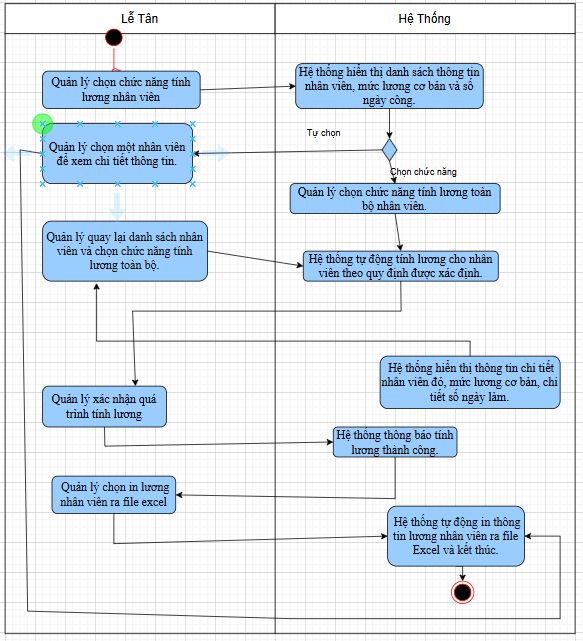 Lễ Tân
Hệ Thống
Quản lý chọn chức năng tính
lương nhân viên
Hệ thống hiển thị danh sách thông tin
nhân viên, mức lương cơ bản và số
ngày công.
Tự chọn
Quản lý chọn một nhân viên
để xem chi tiết thông tin.
Chọn chức năng
Quản lý chọn chức năng tính lương toàn
bộ nhân viên.
Quản lý quay lại danh sách nhân
viên và chọn chức năng tính
lương toàn bộ.
Hệ thống tự động tính lương cho nhân
viên theo quy định được xác định.
Hệ thống hiển thị thông tin chi tiết
nhân viên đó, mức lương cơ bản, chi
tiết số ngày làm.
Quản lý xác nhận quá
trình tính lương
Hệ thống thông báo tính
lương thành công.
Quản lý chọn in lương
nhân viên ra file excel
Hệ thống tự động in thông
tin lương nhân viên ra file
Excel và kết thúc.